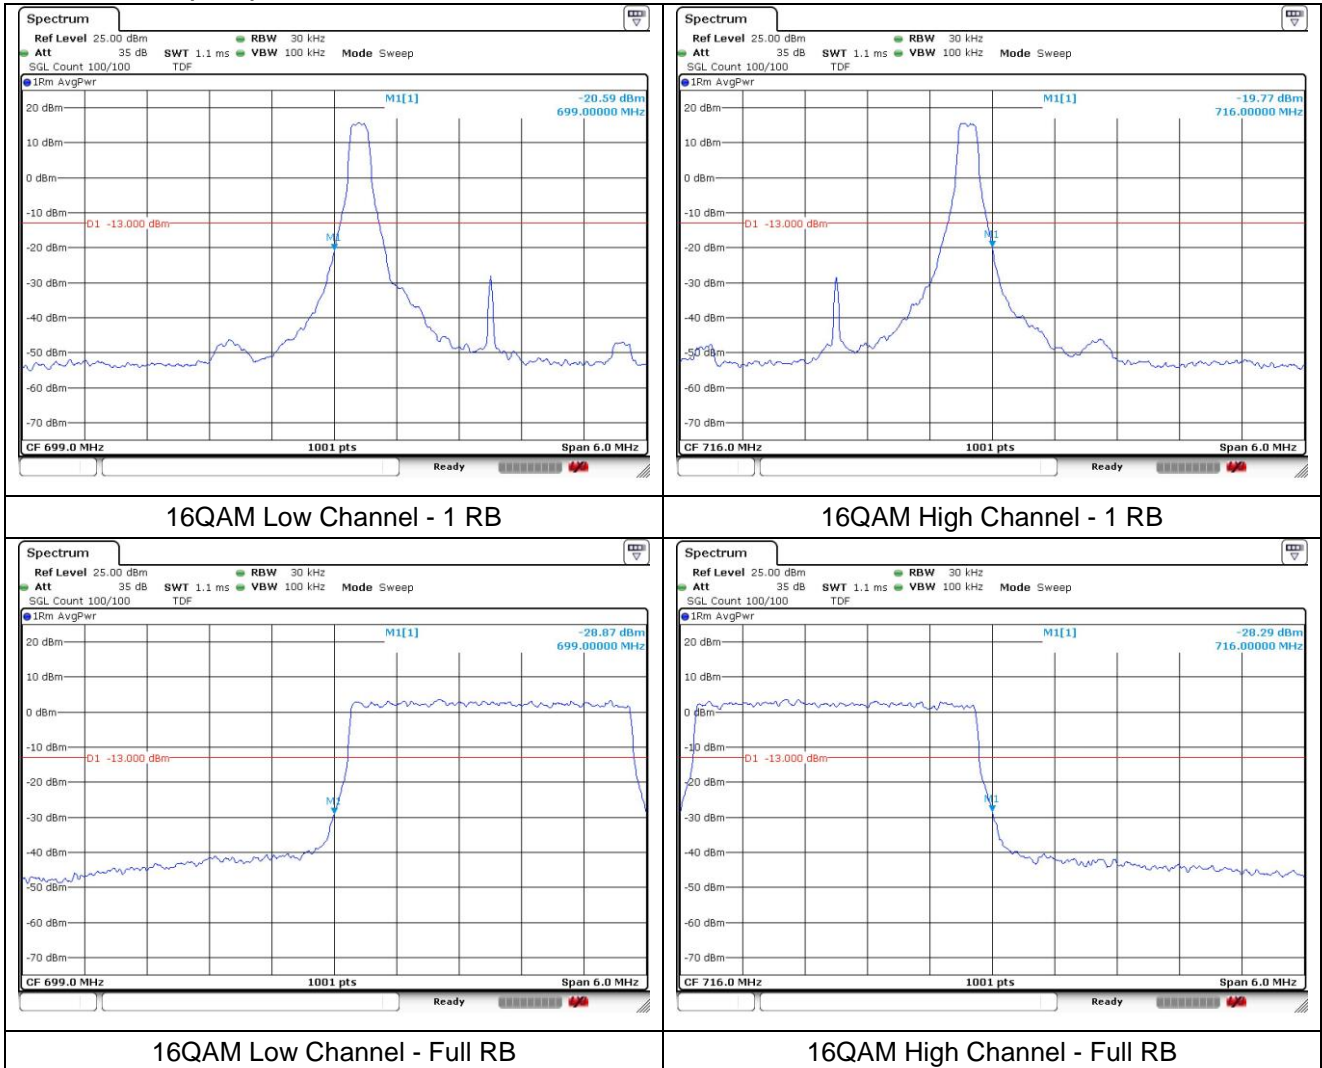 Spectrum
Ref Level 25.00 dBm RBW 30 kHz
Att 35 dB SWT 1.1 ms VBW 100 kHz Mode Sweep
SGL Count 100/100 TDF
1Rm AvgPwr
M1[1] -20.59 dBm
699.00000 MHz
20 dBm
10 dBm
0 dBm
-10 dBm
D1 -13.000 dBm
M1
-20 dBm
-30 dBm
-40 dBm
-50 dBm
-60 dBm
-70 dBm
CF 699.0 MHz 1001 pts Span 6.0 MHz
Ready
16QAM Low Channel - 1 RB
Spectrum
Ref Level 25.00 dBm RBW 30 kHz
Att 35 dB SWT 1.1 ms VBW 100 kHz Mode Sweep
SGL Count 100/100 TDF
1Rm AvgPwr
M1[1] -19.77 dBm
716.00000 MHz
20 dBm
10 dBm
0 dBm
-10 dBm
D1 -13.000 dBm
M1
-20 dBm
-30 dBm
-40 dBm
-50 dBm
-60 dBm
-70 dBm
CF 716.0 MHz 1001 pts Span 6.0 MHz
Ready
16QAM High Channel - 1 RB
Spectrum
Ref Level 25.00 dBm RBW 30 kHz
Att 35 dB SWT 1.1 ms VBW 100 kHz Mode Sweep
SGL Count 100/100 TDF
1Rm AvgPwr
M1[1] -28.87 dBm
699.00000 MHz
20 dBm
10 dBm
0 dBm
-10 dBm
D1 -13.000 dBm
-20 dBm
M1
-30 dBm
-40 dBm
-50 dBm
-60 dBm
-70 dBm
CF 699.0 MHz 1001 pts Span 6.0 MHz
Ready
16QAM Low Channel - Full RB
Spectrum
Ref Level 25.00 dBm RBW 30 kHz
Att 35 dB SWT 1.1 ms VBW 100 kHz Mode Sweep
SGL Count 100/100 TDF
1Rm AvgPwr
M1[1] -28.29 dBm
716.00000 MHz
20 dBm
10 dBm
0 dBm
-10 dBm
D1 -13.000 dBm
-20 dBm
M1
-30 dBm
-40 dBm
-50 dBm
-60 dBm
-70 dBm
CF 716.0 MHz 1001 pts Span 6.0 MHz
Ready
16QAM High Channel - Full RB